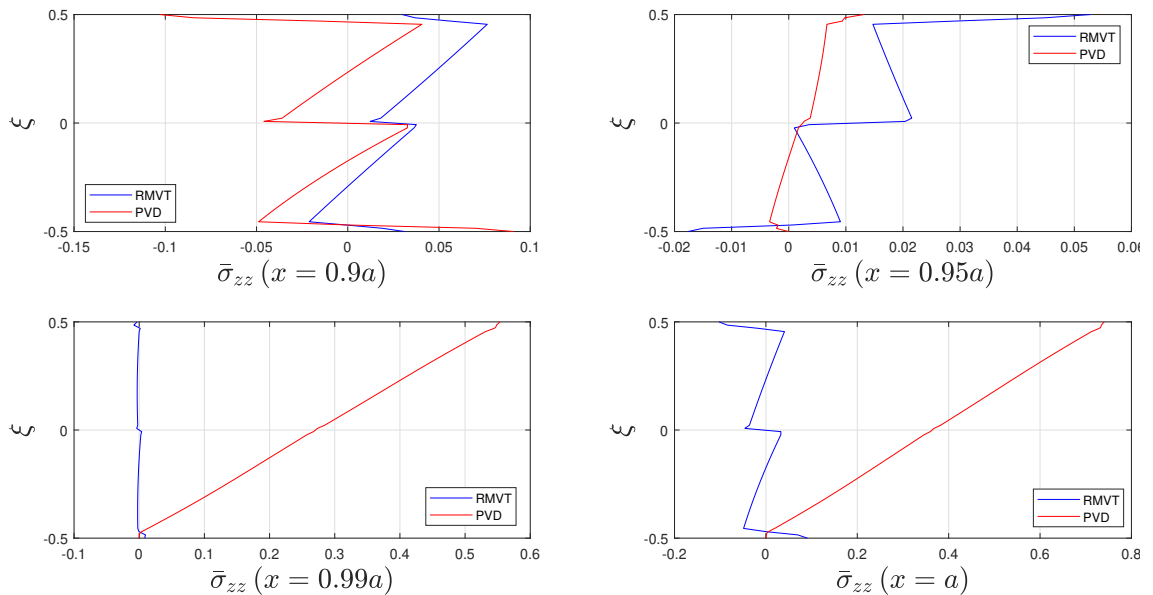 0.5
0
-0.5
ξ
RMVT
PVD
-0.15 -0.1 -0.05 0 0.05 0.1
σ̄zz (x = 0.9a)
0.5
0
-0.5
ξ
RMVT
PVD
-0.02 -0.01 0 0.01 0.02 0.03 0.04 0.05 0.06
σ̄zz (x = 0.95a)
0.5
0
-0.5
ξ
RMVT
PVD
-0.1 0 0.1 0.2 0.3 0.4 0.5 0.6
σ̄zz (x = 0.99a)
0.5
0
-0.5
ξ
RMVT
PVD
-0.2 0 0.2 0.4 0.6 0.8
σ̄zz (x = a)